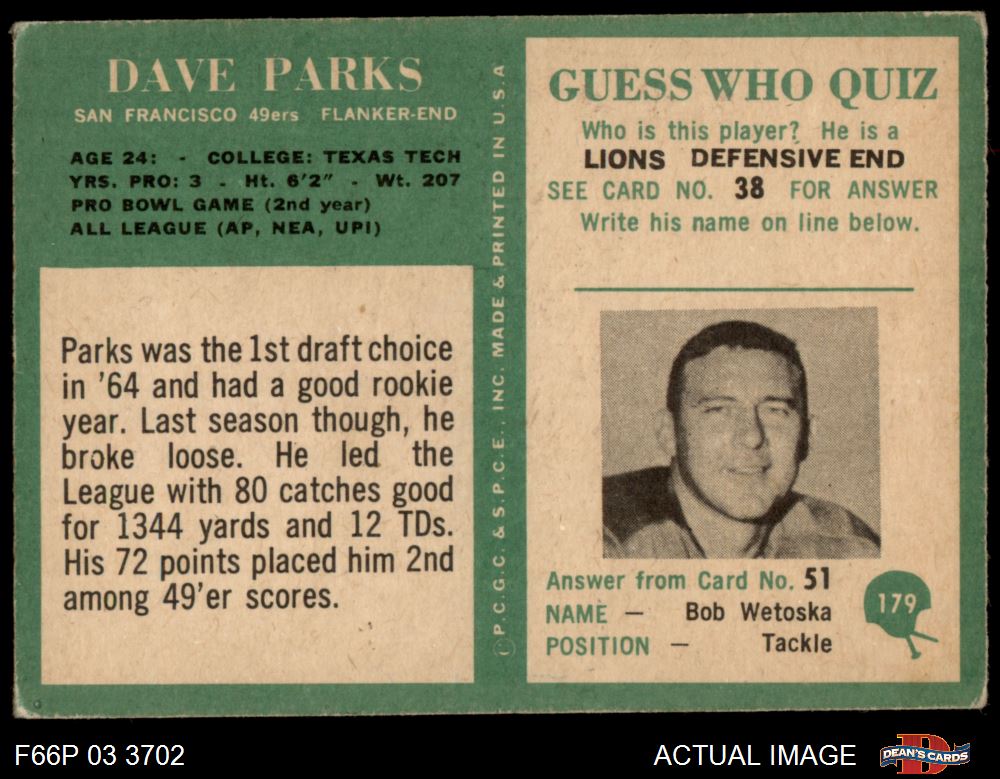 DAVE PARKS
SAN FRANCISCO 49ers FLANKER-END
AGE 24: - COLLEGE: TEXAS TECH
YRS. PRO: 3 - Ht. 6'2" - Wt. 207
PRO BOWL GAME (2nd year)
ALL LEAGUE (AP, NEA, UPI)
Parks was the 1st draft choice
in '64 and had a good rookie
year. Last season though, he
broke loose. He led the
League with 80 catches good
for 1344 yards and 12 TDs.
His 72 points placed him 2nd
among 49'er scores.
© P.C.G.C. & S.P.C.E., INC. MADE & PRINTED IN U.S.A
GUESS WHO QUIZ
Who is this player? He is a
LIONS DEFENSIVE END
SEE CARD NO. 38 FOR ANSWER
Write his name on line below.
Answer from Card No. 51
NAME — Bob Wetoska
POSITION — Tackle
179
F66P 03 3702
ACTUAL IMAGE
DEAN'S CARDS